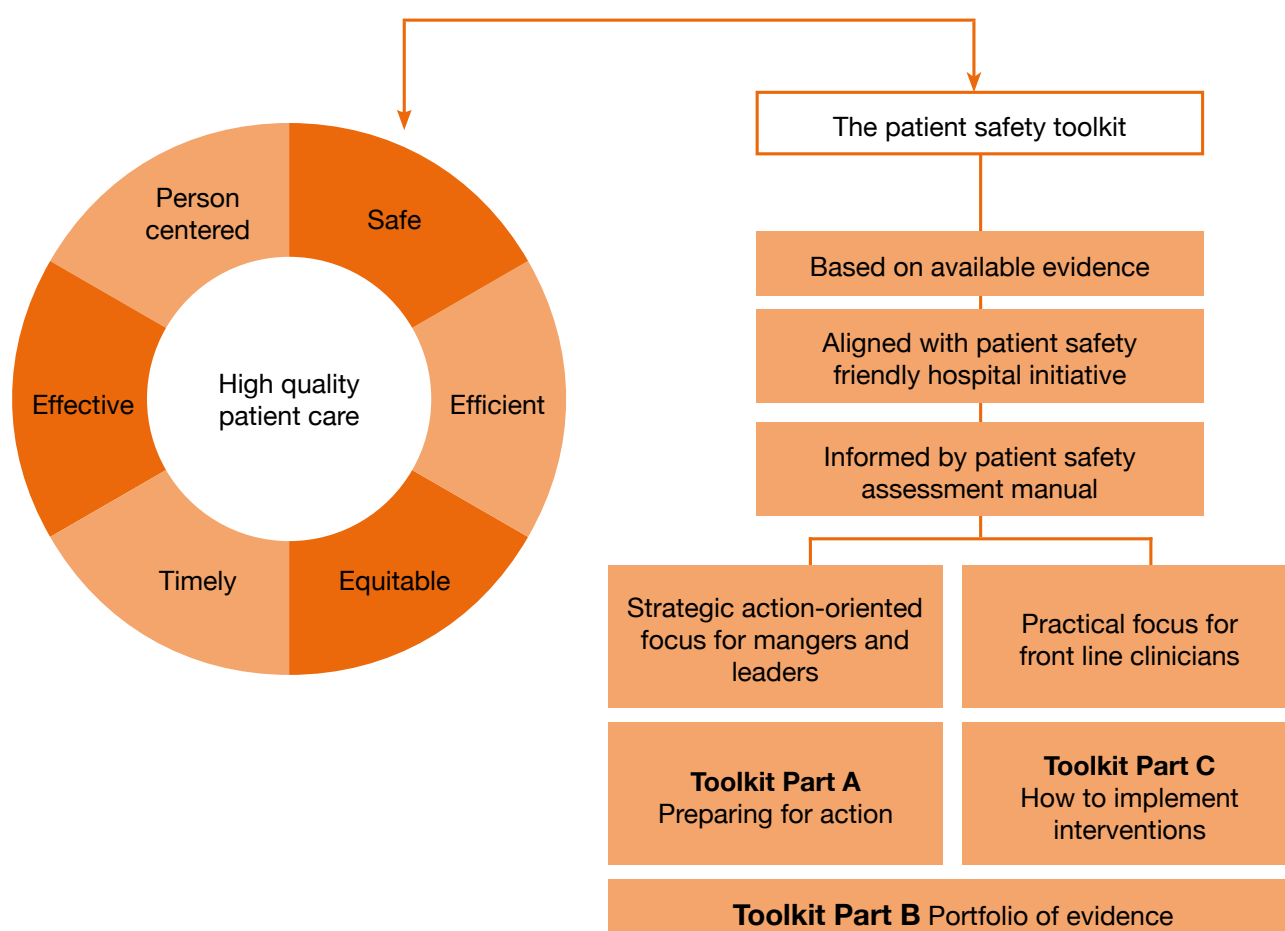 Person
centered
Safe
Effective
High quality
patient care
Efficient
Timely
Equitable
The patient safety toolkit
Based on available evidence
Aligned with patient safety
friendly hospital initiative
Informed by patient safety
assessment manual
Strategic action-oriented
focus for mangers and
leaders
Practical focus for
front line clinicians
Toolkit Part A
Preparing for action
Toolkit Part C
How to implement
interventions
Toolkit Part B Portfolio of evidence